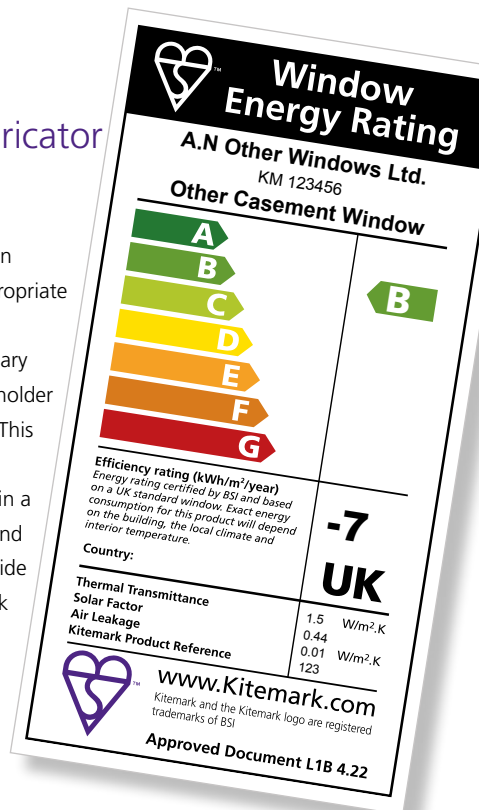 ricator
n
ropriate
ary
holder
This
in a
nd
ide
k
Window
Energy Rating
A.N Other Windows Ltd.
KM 123456
Other Casement Window
A
B
C
D
E
F
G
B
Efficiency rating (kWh/m²/year)
Energy rating certified by BSI and based
on a UK standard window. Exact energy
consumption for this product will depend
on the building, the local climate and
interior temperature.
-7
Country:
UK
Thermal Transmittance 1.5 W/m².K
Solar Factor 0.44
Air Leakage 0.01 W/m².K
Kitemark Product Reference 123
™
www.Kitemark.com
Kitemark and the Kitemark logo are registered
trademarks of BSI
Approved Document L1B 4.22